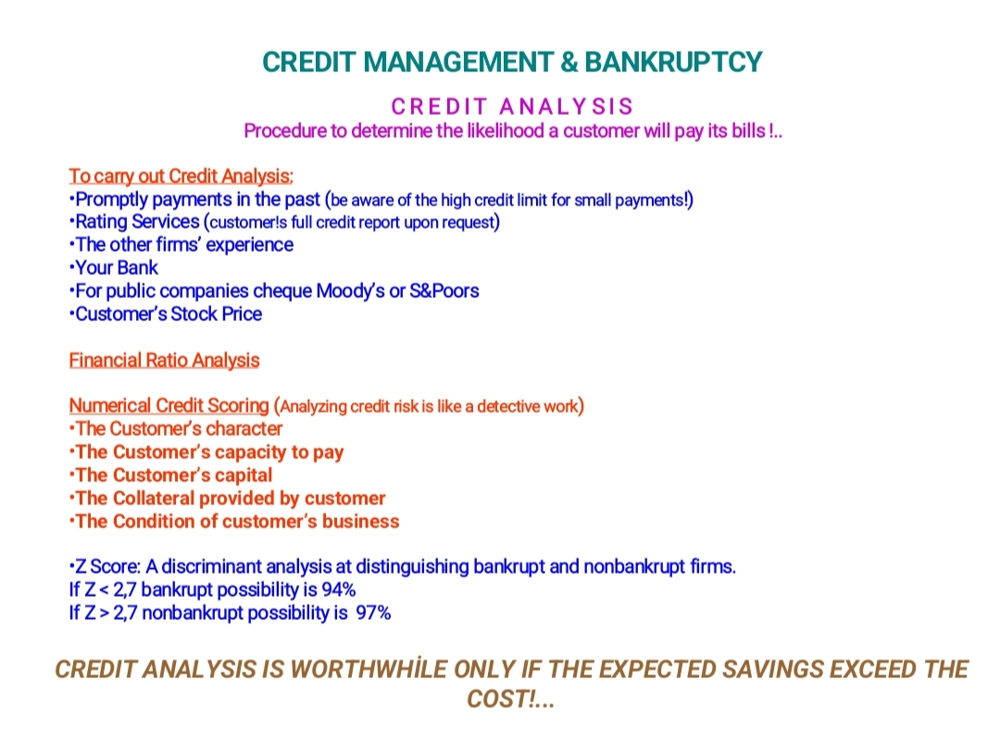 CREDIT MANAGEMENT & BANKRUPTCY
CREDIT ANALYSIS
Procedure to determine the likelihood a customer will pay its bills !..
To carry out Credit Analysis:
•Promptly payments in the past (be aware of the high credit limit for small payments!)
•Rating Services (customer!s full credit report upon request)
•The other firms’ experience
•Your Bank
•For public companies cheque Moody’s or S&Poors
•Customer’s Stock Price
Financial Ratio Analysis
Numerical Credit Scoring (Analyzing credit risk is like a detective work)
•The Customer’s character
•The Customer’s capacity to pay
•The Customer’s capital
•The Collateral provided by customer
•The Condition of customer’s business
•Z Score: A discriminant analysis at distinguishing bankrupt and nonbankrupt firms.
If Z < 2,7 bankrupt possibility is 94%
If Z > 2,7 nonbankrupt possibility is 97%
CREDIT ANALYSIS IS WORTHWHİLE ONLY IF THE EXPECTED SAVINGS EXCEED THE
COST!...